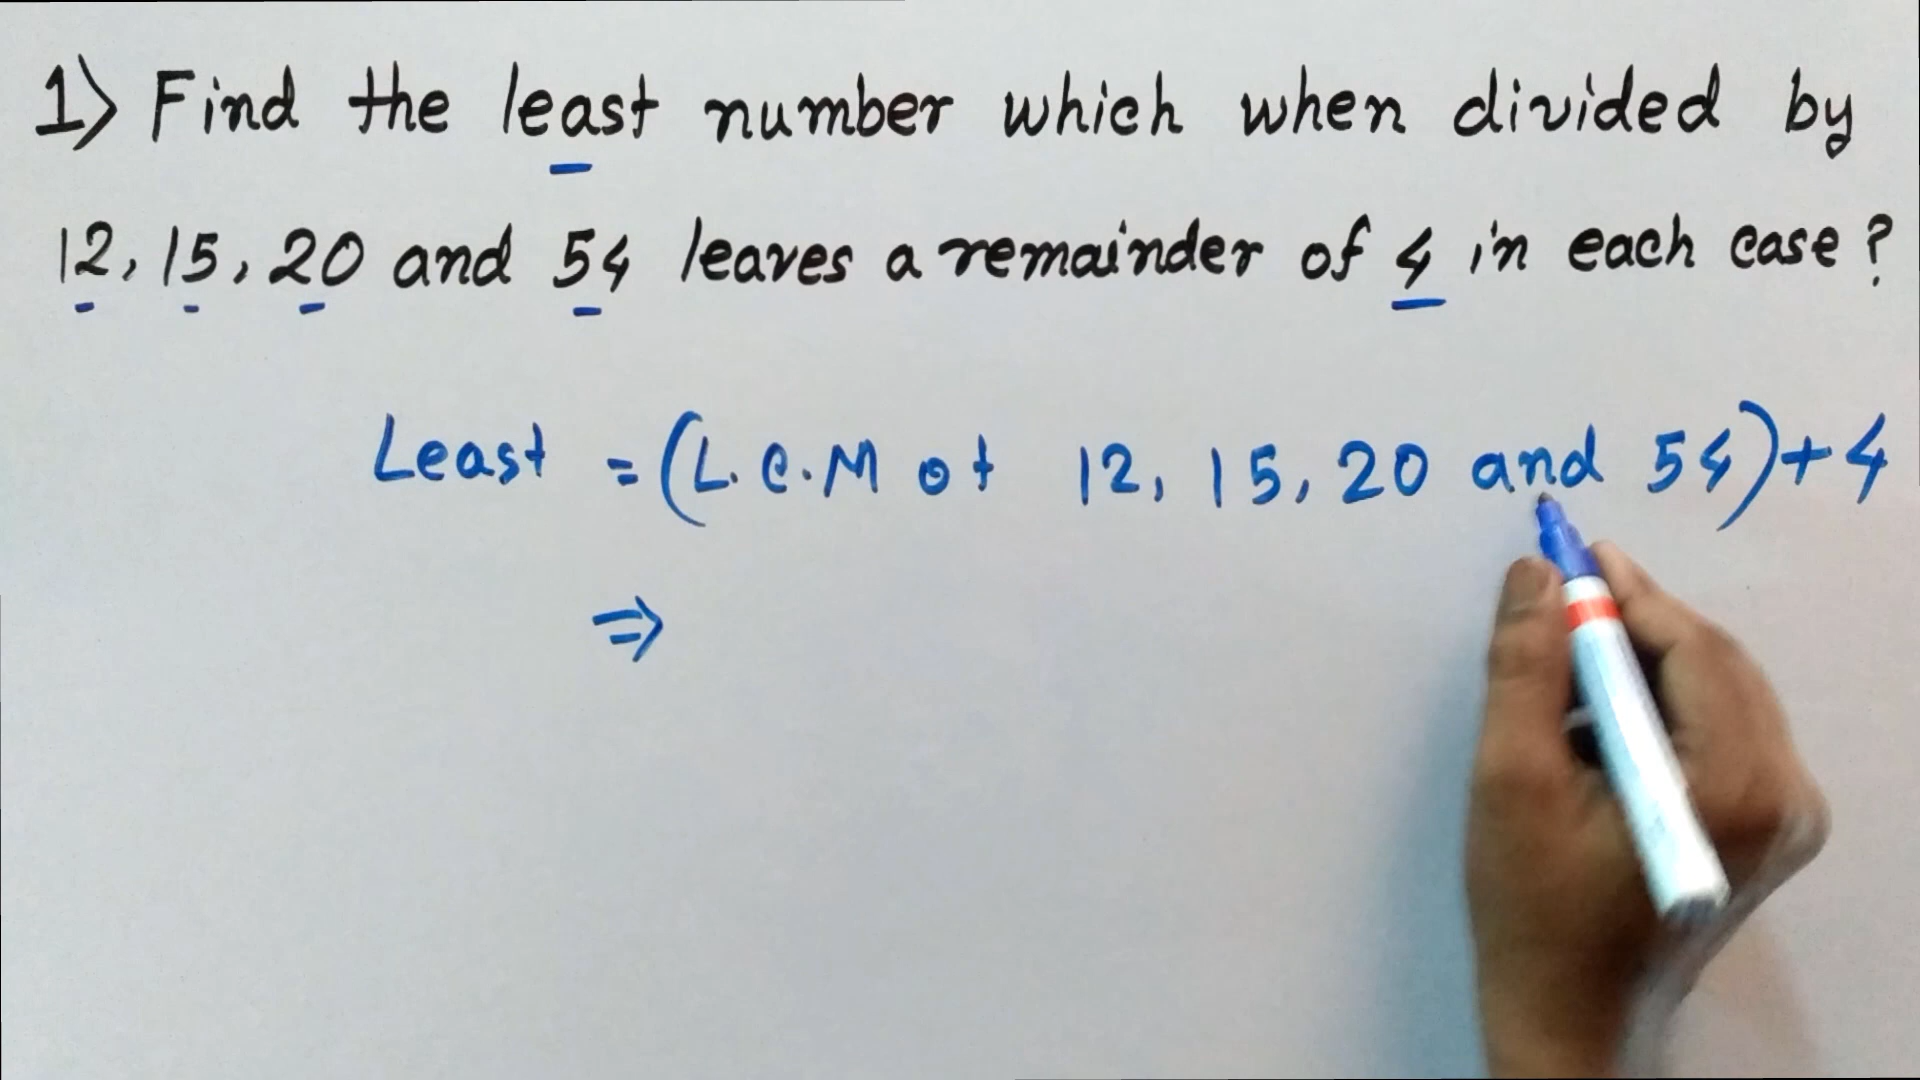 1) Find the least number which when divided by
12, 15, 20 and 54 leaves a remainder of 4 in each case?
Least = (L.C.M of 12, 15, 20 and 54) + 4
⇒